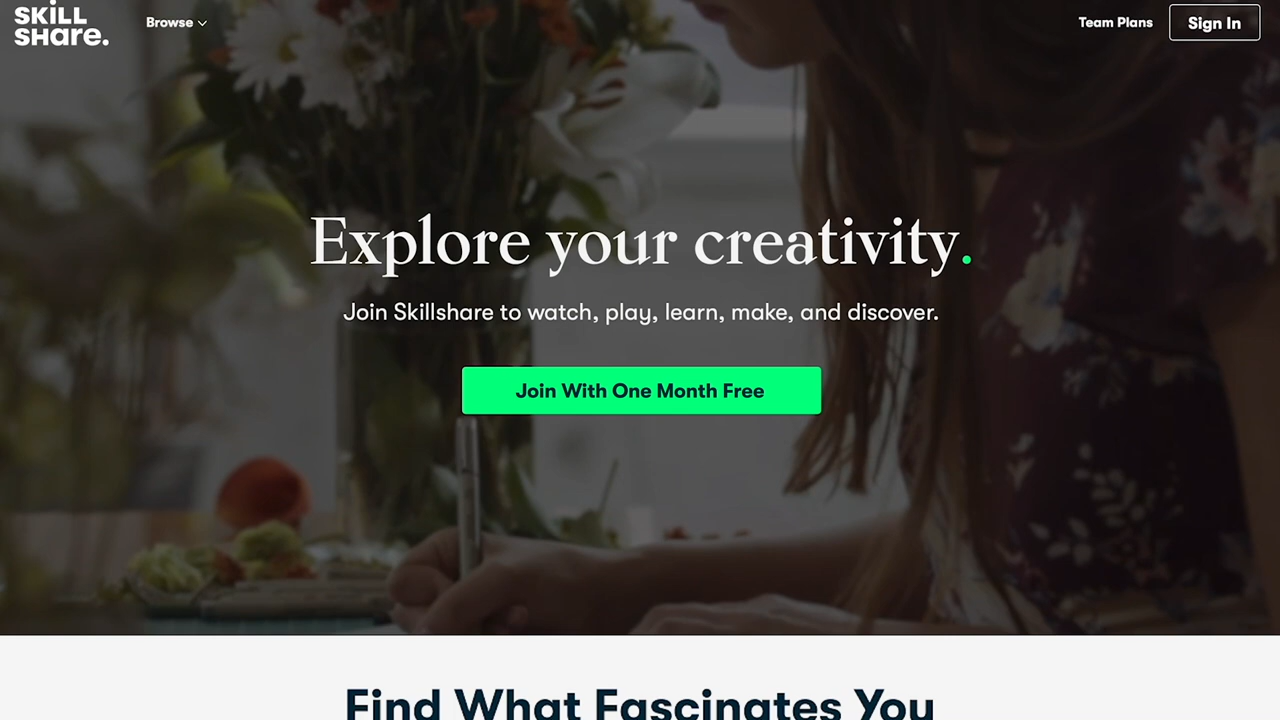 SKiLL
SHare.
Browse
Team Plans
Sign In
Explore your creativity.
Join Skillshare to watch, play, learn, make, and discover.
Join With One Month Free
Find What Fascinates You